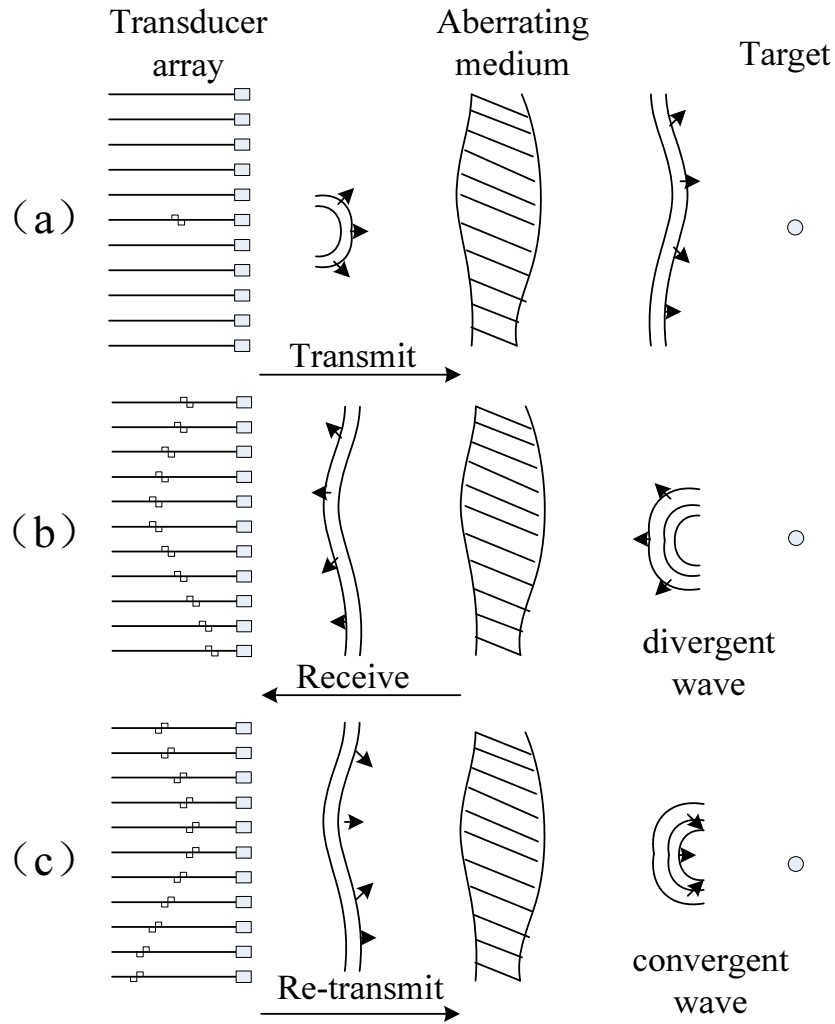 Transducer
array
Aberrating
medium
Target
（a）
Transmit
（b）
divergent
wave
Receive
（c）
convergent
wave
Re-transmit